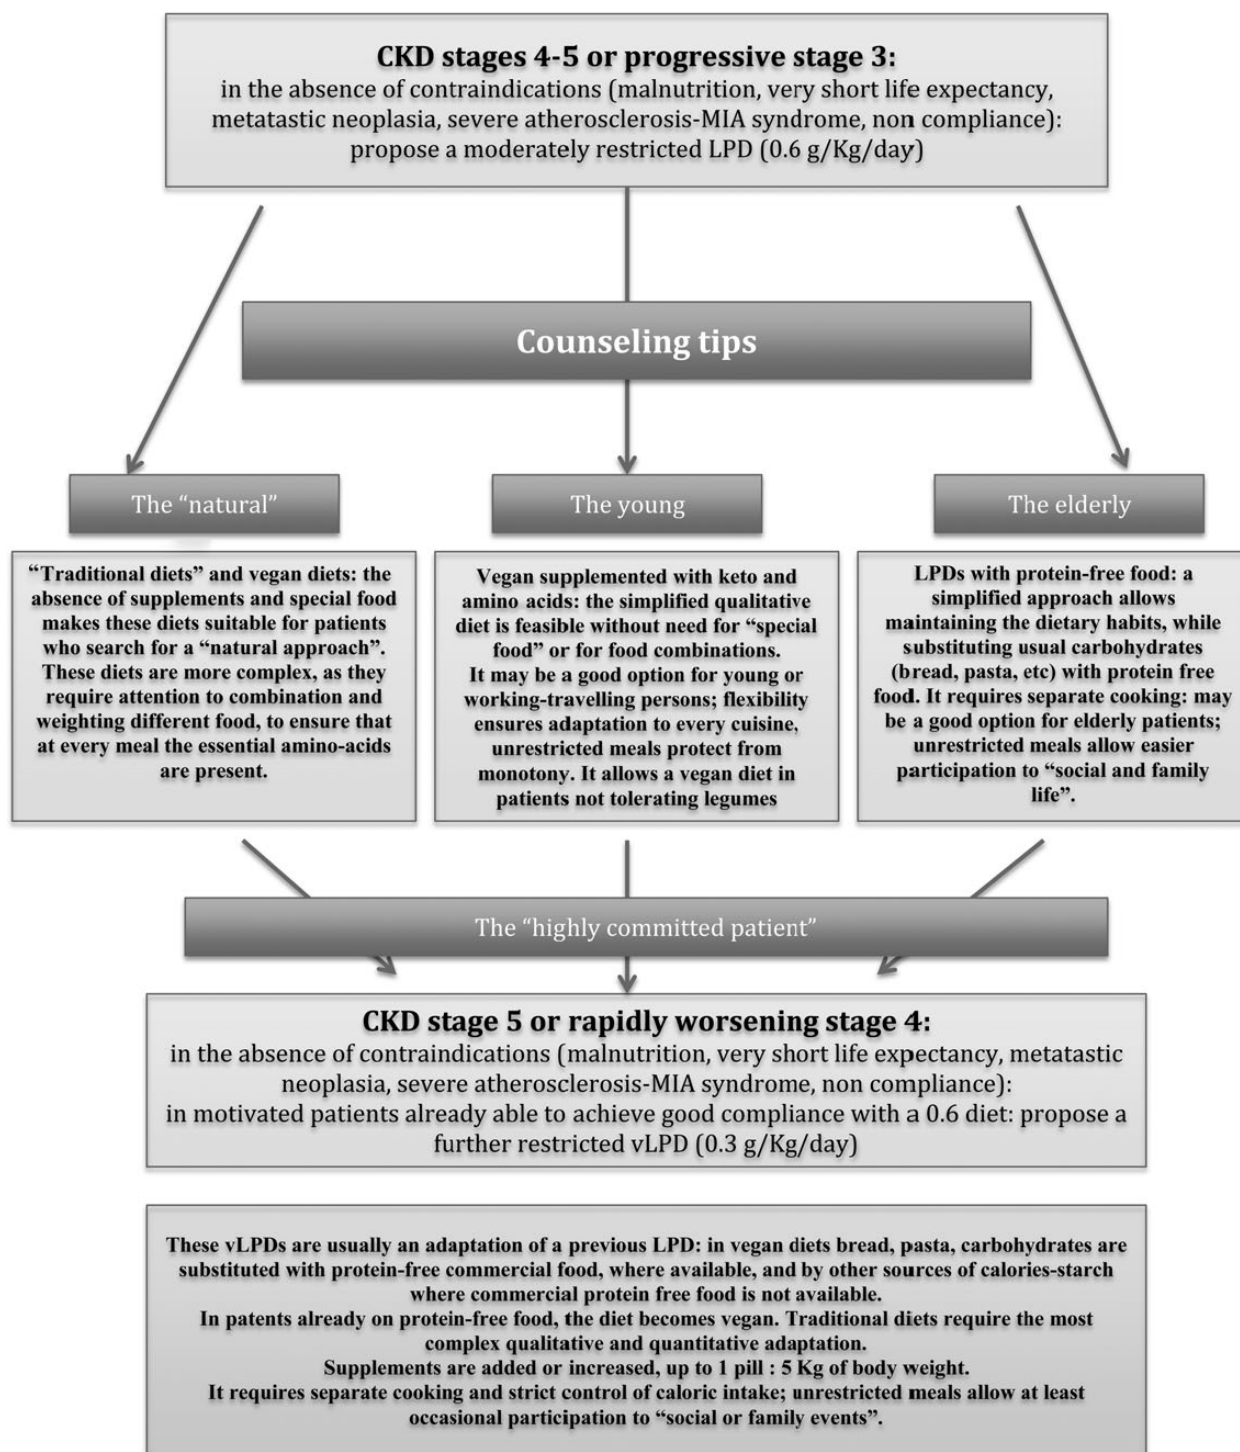 CKD stages 4-5 or progressive stage 3:
in the absence of contraindications (malnutrition, very short life expectancy,
metatastic neoplasia, severe atherosclerosis-MIA syndrome, non compliance):
propose a moderately restricted LPD (0.6 g/Kg/day)
Counseling tips
The “natural”
“Traditional diets” and vegan diets: the
absence of supplements and special food
makes these diets suitable for patients
who search for a “natural approach”.
These diets are more complex, as they
require attention to combination and
weighting different food, to ensure that
at every meal the essential amino-acids
are present.
The young
Vegan supplemented with keto and
amino acids: the simplified qualitative
diet is feasible without need for “special
food” or for food combinations.
It may be a good option for young or
working-travelling persons; flexibility
ensures adaptation to every cuisine,
unrestricted meals protect from
monotony. It allows a vegan diet in
patients not tolerating legumes
The elderly
LPDs with protein-free food: a
simplified approach allows
maintaining the dietary habits, while
substituting usual carbohydrates
(bread, pasta, etc) with protein free
food. It requires separate cooking: may
be a good option for elderly patients;
unrestricted meals allow easier
participation to “social and family
life”.
The “highly committed patient”
CKD stage 5 or rapidly worsening stage 4:
in the absence of contraindications (malnutrition, very short life expectancy, metatastic
neoplasia, severe atherosclerosis-MIA syndrome, non compliance):
in motivated patients already able to achieve good compliance with a 0.6 diet: propose a
further restricted vLPD (0.3 g/Kg/day)
These vLPDs are usually an adaptation of a previous LPD: in vegan diets bread, pasta, carbohydrates are
substituted with protein-free commercial food, where available, and by other sources of calories-starch
where commercial protein free food is not available.
In patents already on protein-free food, the diet becomes vegan. Traditional diets require the most
complex qualitative and quantitative adaptation.
Supplements are added or increased, up to 1 pill : 5 Kg of body weight.
It requires separate cooking and strict control of caloric intake; unrestricted meals allow at least
occasional participation to “social or family events”.